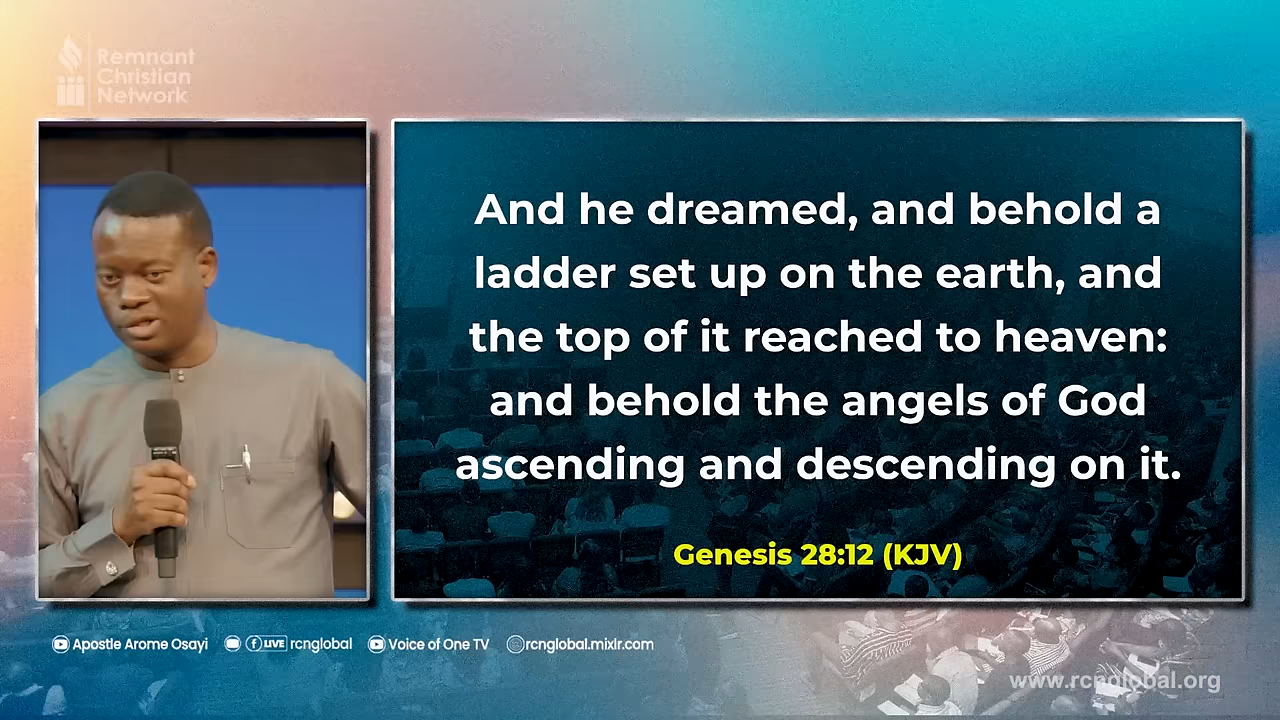 Remnant
Christian
Network
And he dreamed, and behold a
ladder set up on the earth, and
the top of it reached to heaven:
and behold the angels of God
ascending and descending on it.
Genesis 28:12 (KJV)
Apostle Arome Osayi f LIVE rcnglobal Voice of One TV rcnglobal.mixlr.com
www.rcnglobal.org